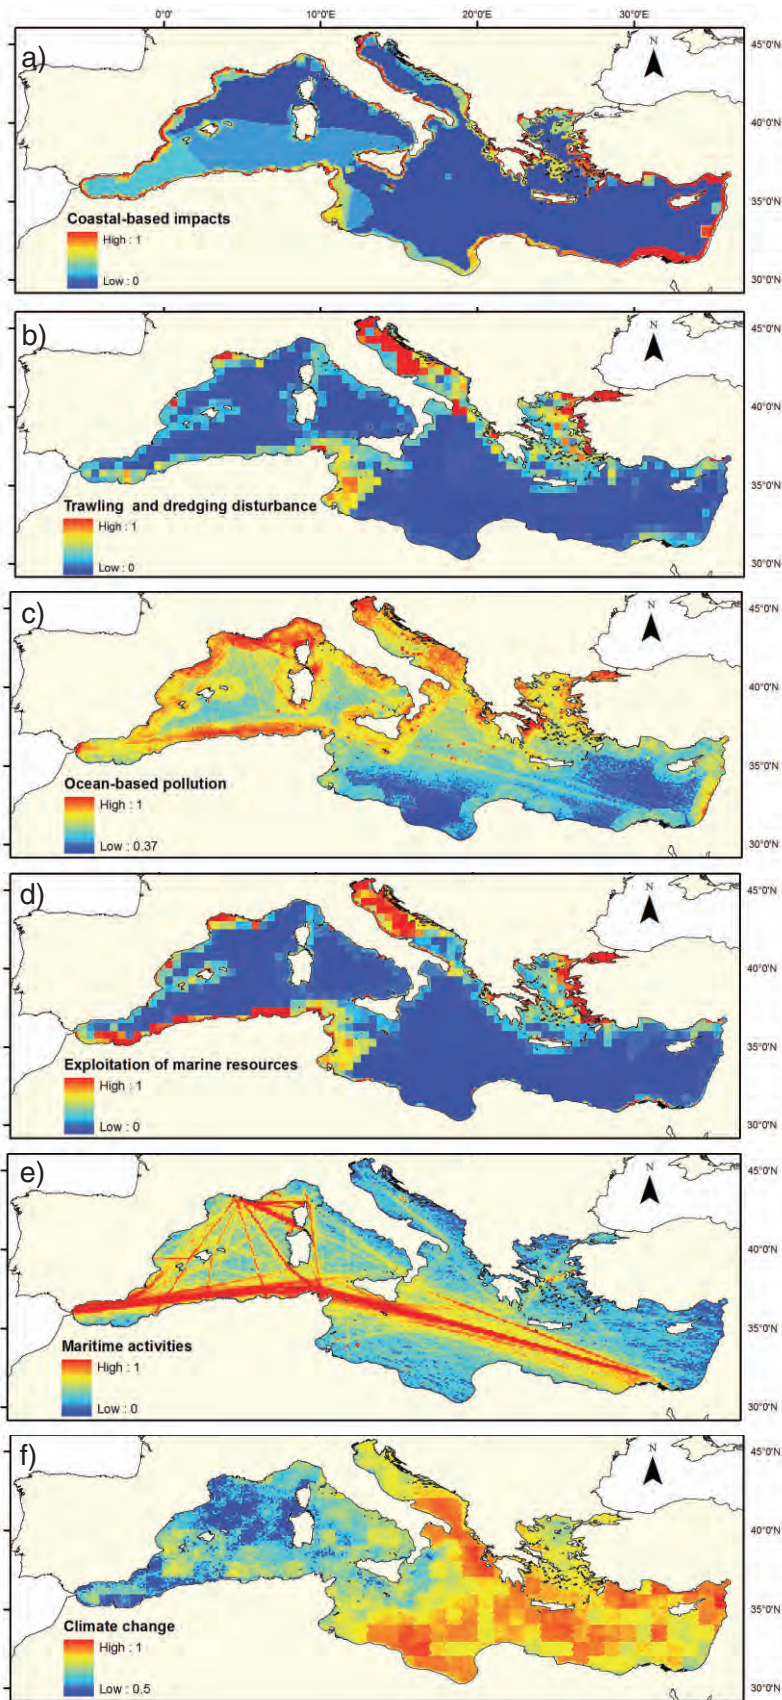 0°0' 10°0'E 20°0'E 30°0'E
a)
N
45°0'N
40°0'N
35°0'N
Coastal-based impacts
High : 1
Low : 0
30°0'N
b)
N
45°0'N
40°0'N
35°0'N
Trawling and dredging disturbance
High : 1
Low : 0
30°0'N
c)
N
45°0'N
40°0'N
35°0'N
Ocean-based pollution
High : 1
Low : 0.37
30°0'N
d)
N
45°0'N
40°0'N
35°0'N
Exploitation of marine resources
High : 1
Low : 0
30°0'N
e)
N
45°0'N
40°0'N
35°0'N
Maritime activities
High : 1
Low : 0
30°0'N
f)
N
45°0'N
40°0'N
35°0'N
Climate change
High : 1
Low : 0.5
30°0'N